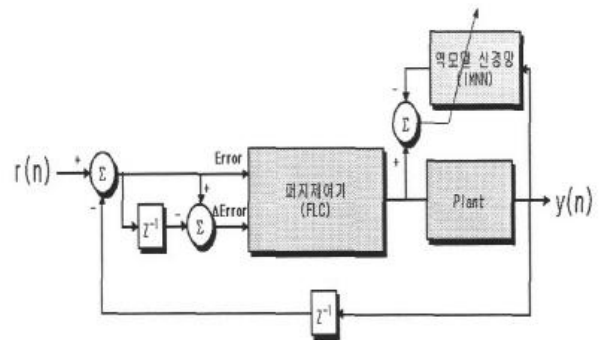 역모델 신경망
(IMNN)
-
Σ
+
r(n)
+
Σ
-
Error
+
Z⁻¹
-
Σ
ΔError
퍼지제어기
(FLC)
Plant
y(n)
Z⁻¹